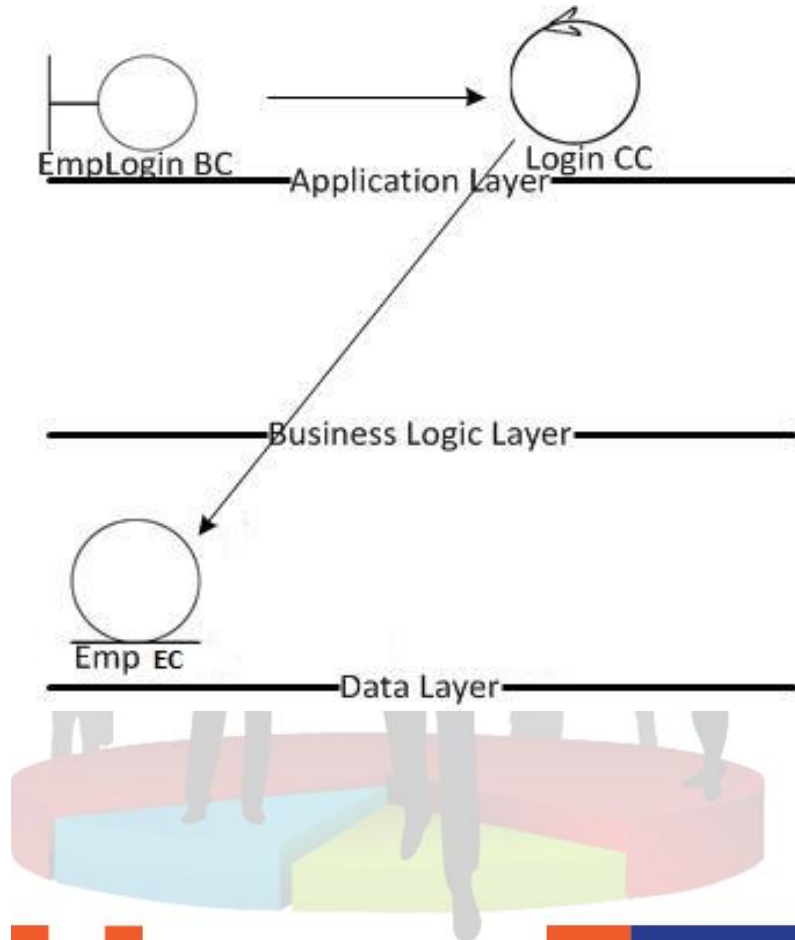 EmpLogin BC
Login CC
Application Layer
Business Logic Layer
Emp EC
Data Layer